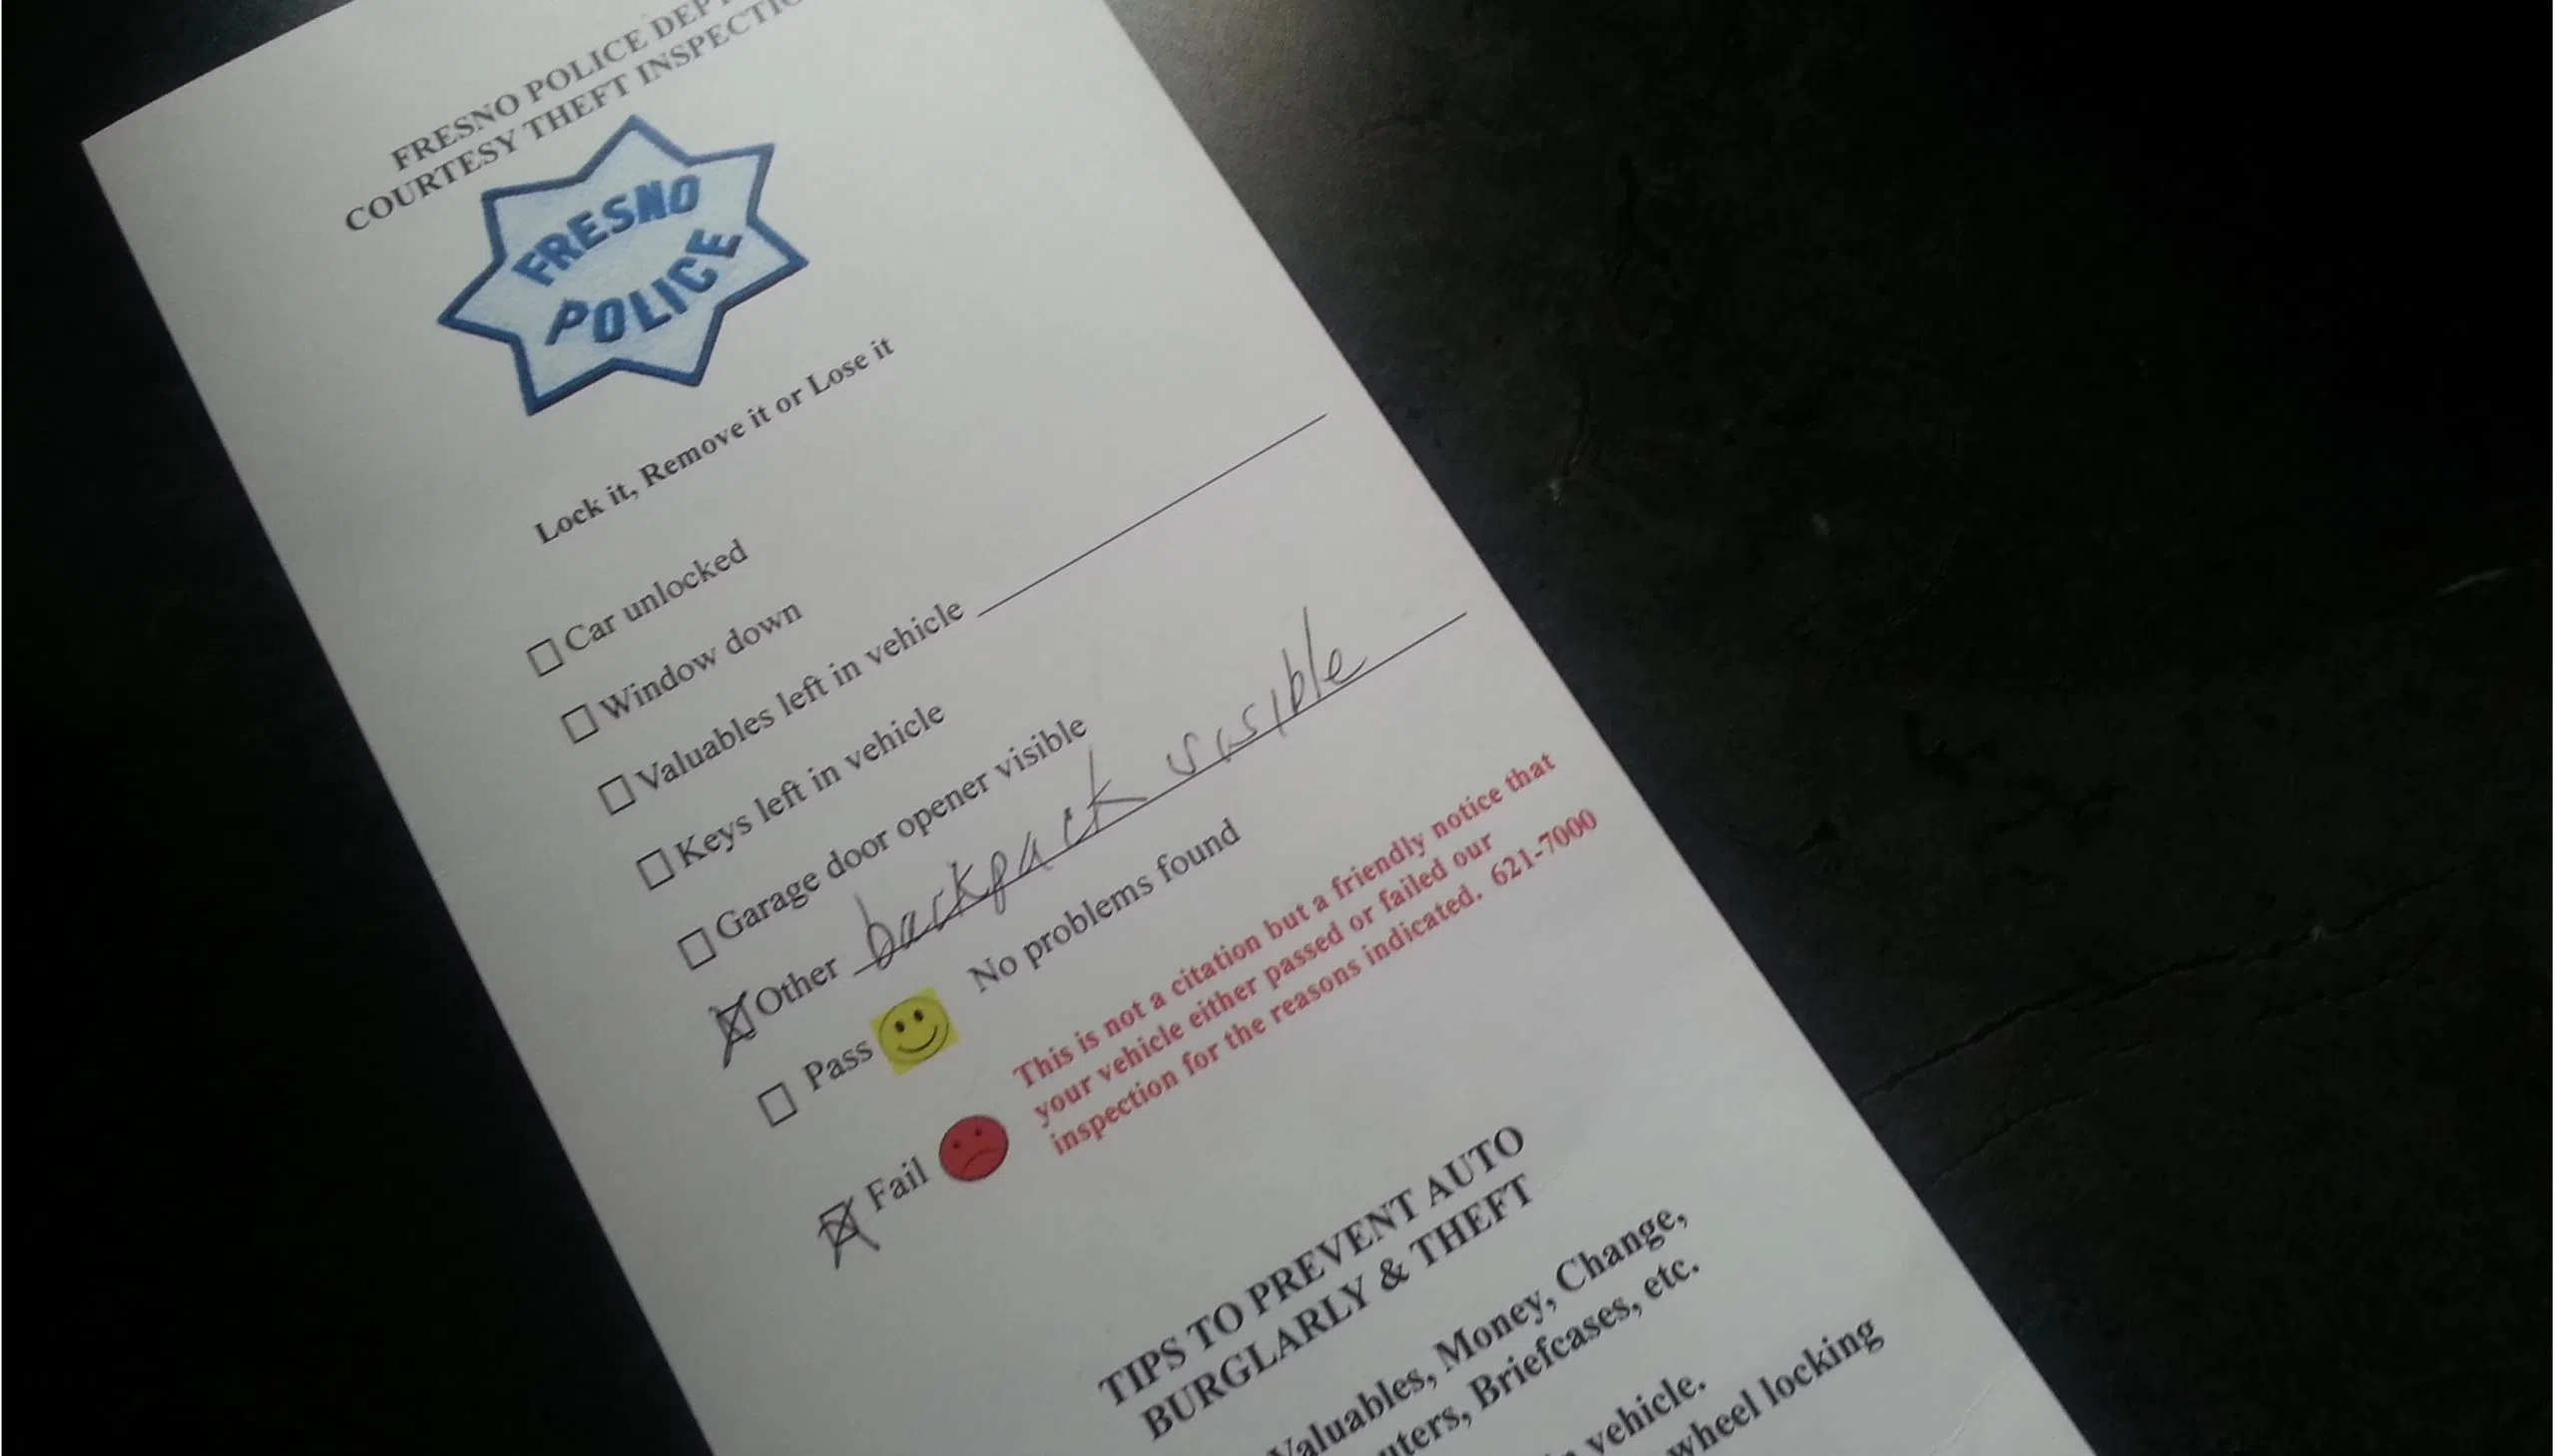 FRESNO POLICE DEPT
COURTESY THEFT INSPECTIO
FRESNO
POLICE
Lock it, Remove it or Lose it
Car unlocked
Window down
Valuables left in vehicle
Keys left in vehicle
Garage door opener visible
Other backpack visible
Pass No problems found
Fail This is not a citation but a friendly notice that
your vehicle either passed or failed our
inspection for the reasons indicated. 621-7000
TIPS TO PREVENT AUTO
BURGLARLY & THEFT
Valuables, Money, Change,
uters, Briefcases, etc.
vehicle.
wheel locking